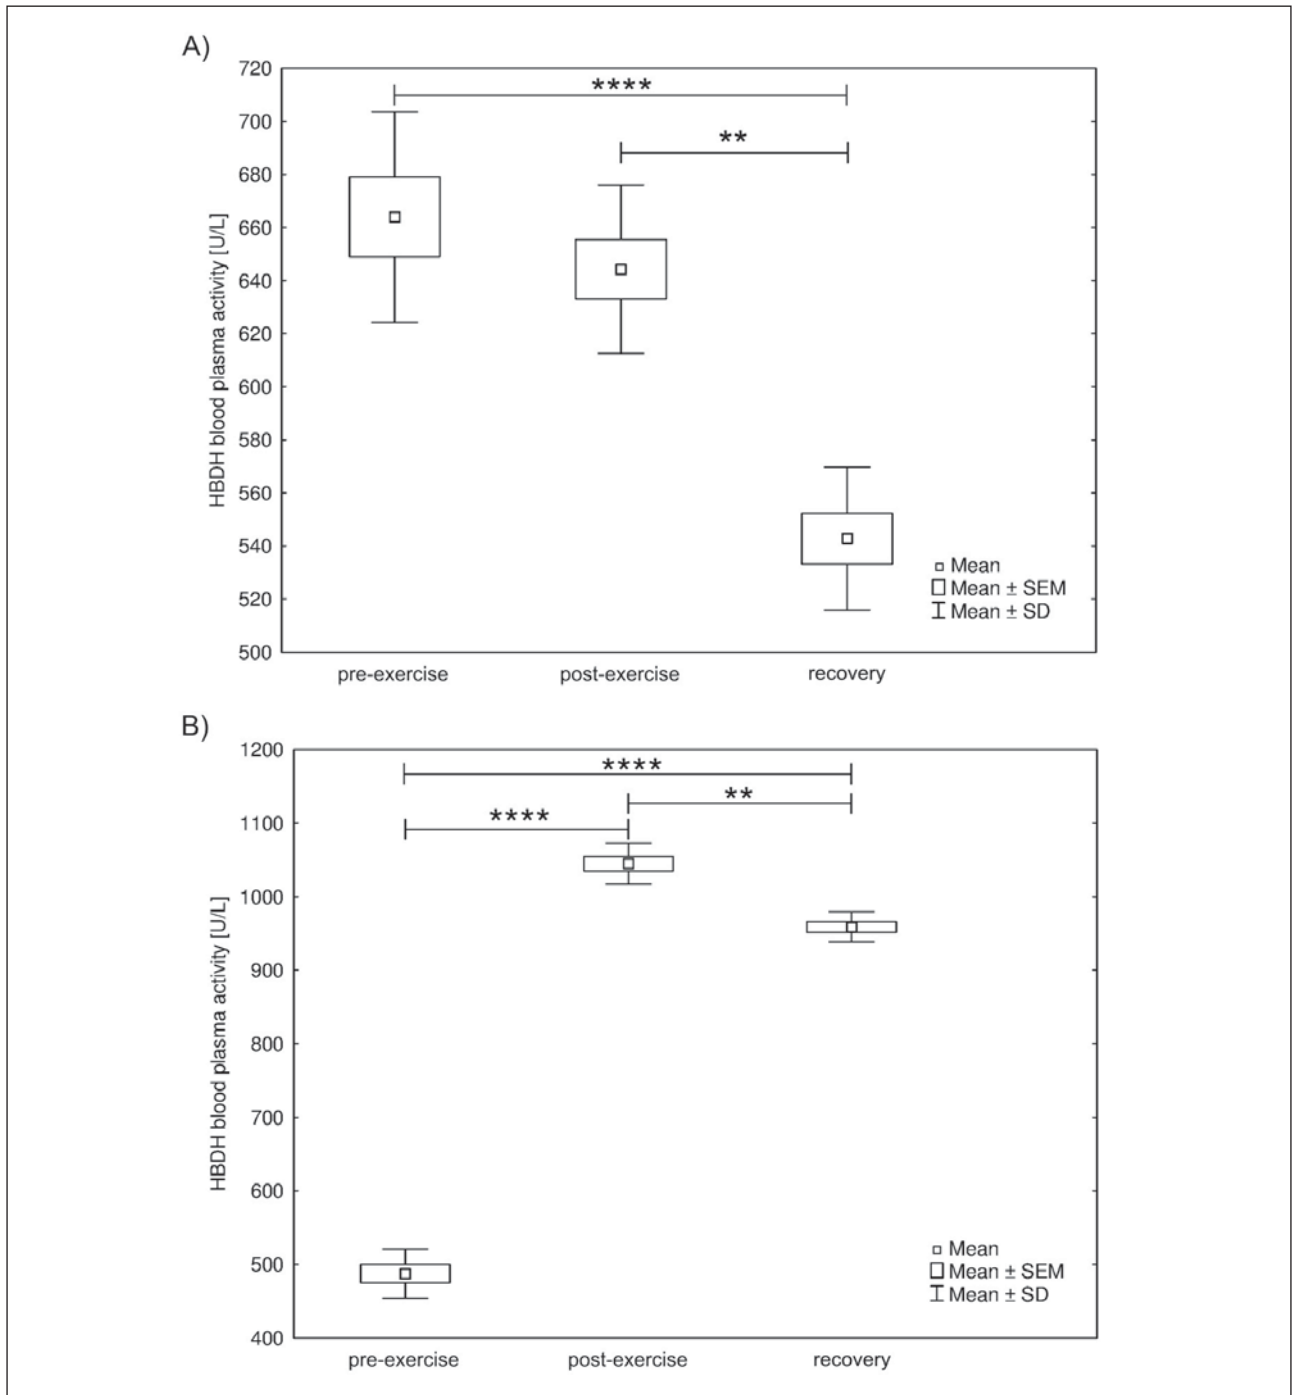 A)
720
700
680
660
640
620
600
580
560
540
520
500
HBDH blood plasma activity [U/L]
****
**
Mean
Mean ± SEM
Mean ± SD
pre-exercise post-exercise recovery
B)
1200
1100
1000
900
800
700
600
500
400
HBDH blood plasma activity [U/L]
****
**
****
Mean
Mean ± SEM
Mean ± SD
pre-exercise post-exercise recovery